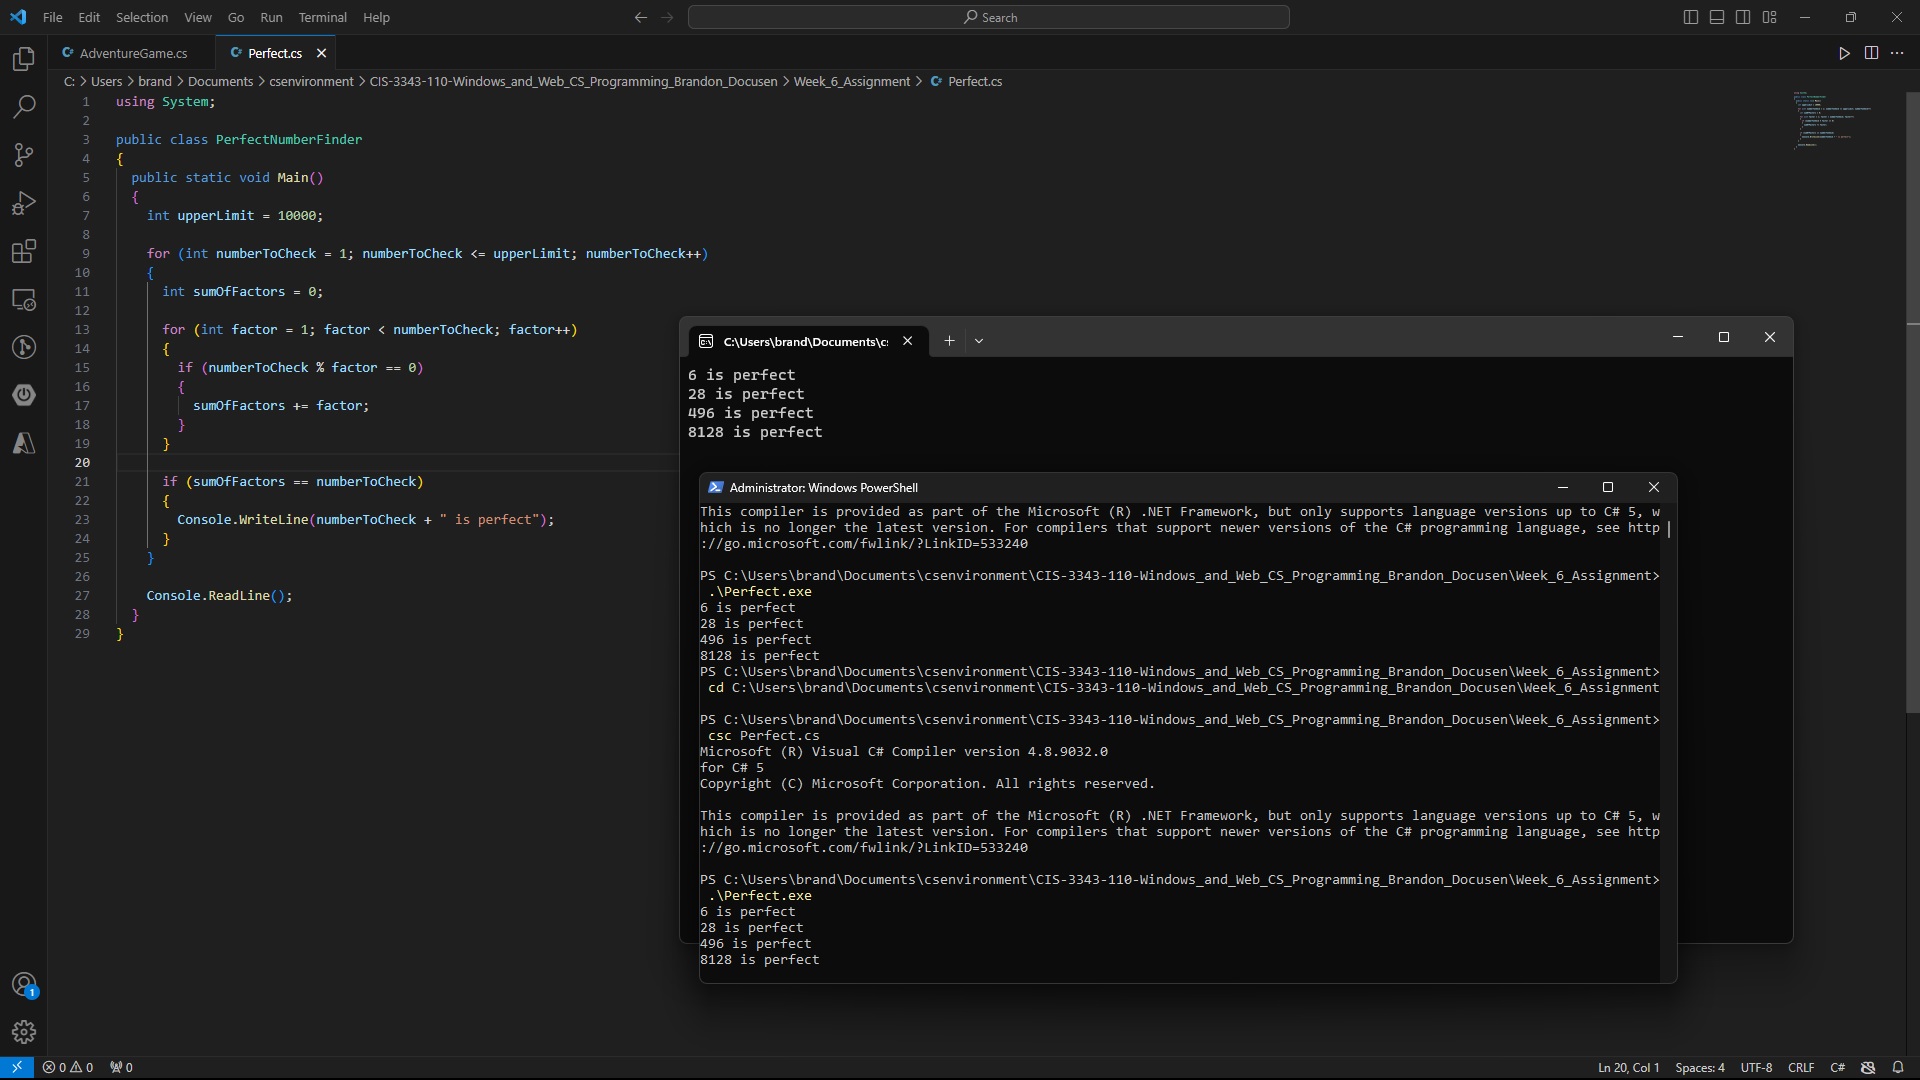 File Edit Selection View Go Run Terminal Help
Search
AdventureGame.cs
Perfect.cs
C: > Users > brand > Documents > csenvironment > CIS-3343-110-Windows_and_Web_CS_Programming_Brandon_Docusen > Week_6_Assignment > Perfect.cs
1 using System;
2
3 public class PerfectNumberFinder
4 {
5 public static void Main()
6 {
7 int upperLimit = 10000;
8
9 for (int numberToCheck = 1; numberToCheck <= upperLimit; numberToCheck++)
10 {
11 int sumOfFactors = 0;
12
13 for (int factor = 1; factor < numberToCheck; factor++)
14 {
15 if (numberToCheck % factor == 0)
16 {
17 sumOfFactors += factor;
18 }
19 }
20
21 if (sumOfFactors == numberToCheck)
22 {
23 Console.WriteLine(numberToCheck + " is perfect");
24 }
25 }
26
27 Console.ReadLine();
28 }
29 }
C:\Users\brand\Documents\cs
6 is perfect
28 is perfect
496 is perfect
8128 is perfect
Administrator: Windows PowerShell
This compiler is provided as part of the Microsoft (R) .NET Framework, but only supports language versions up to C# 5, w
hich is no longer the latest version. For compilers that support newer versions of the C# programming language, see http
://go.microsoft.com/fwlink/?LinkID=533240
PS C:\Users\brand\Documents\csenvironment\CIS-3343-110-Windows_and_Web_CS_Programming_Brandon_Docusen\Week_6_Assignment>
.\Perfect.exe
6 is perfect
28 is perfect
496 is perfect
8128 is perfect
PS C:\Users\brand\Documents\csenvironment\CIS-3343-110-Windows_and_Web_CS_Programming_Brandon_Docusen\Week_6_Assignment>
cd C:\Users\brand\Documents\csenvironment\CIS-3343-110-Windows_and_Web_CS_Programming_Brandon_Docusen\Week_6_Assignment
PS C:\Users\brand\Documents\csenvironment\CIS-3343-110-Windows_and_Web_CS_Programming_Brandon_Docusen\Week_6_Assignment>
csc Perfect.cs
Microsoft (R) Visual C# Compiler version 4.8.9032.0
for C# 5
Copyright (C) Microsoft Corporation. All rights reserved.
This compiler is provided as part of the Microsoft (R) .NET Framework, but only supports language versions up to C# 5, w
hich is no longer the latest version. For compilers that support newer versions of the C# programming language, see http
://go.microsoft.com/fwlink/?LinkID=533240
PS C:\Users\brand\Documents\csenvironment\CIS-3343-110-Windows_and_Web_CS_Programming_Brandon_Docusen\Week_6_Assignment>
.\Perfect.exe
6 is perfect
28 is perfect
496 is perfect
8128 is perfect
1
0 0 0 Ln 20, Col 1 Spaces: 4 UTF-8 CRLF C#